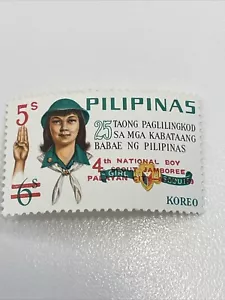 5s PILIPINAS
25 TAONG PAGLILINGKOD
SA MGA KABATAANG
BABAE NG PILIPINAS
4th NATIONAL BOY
SCOUT JAMBOREE
GIRL SCOUTS
6s
KOREO